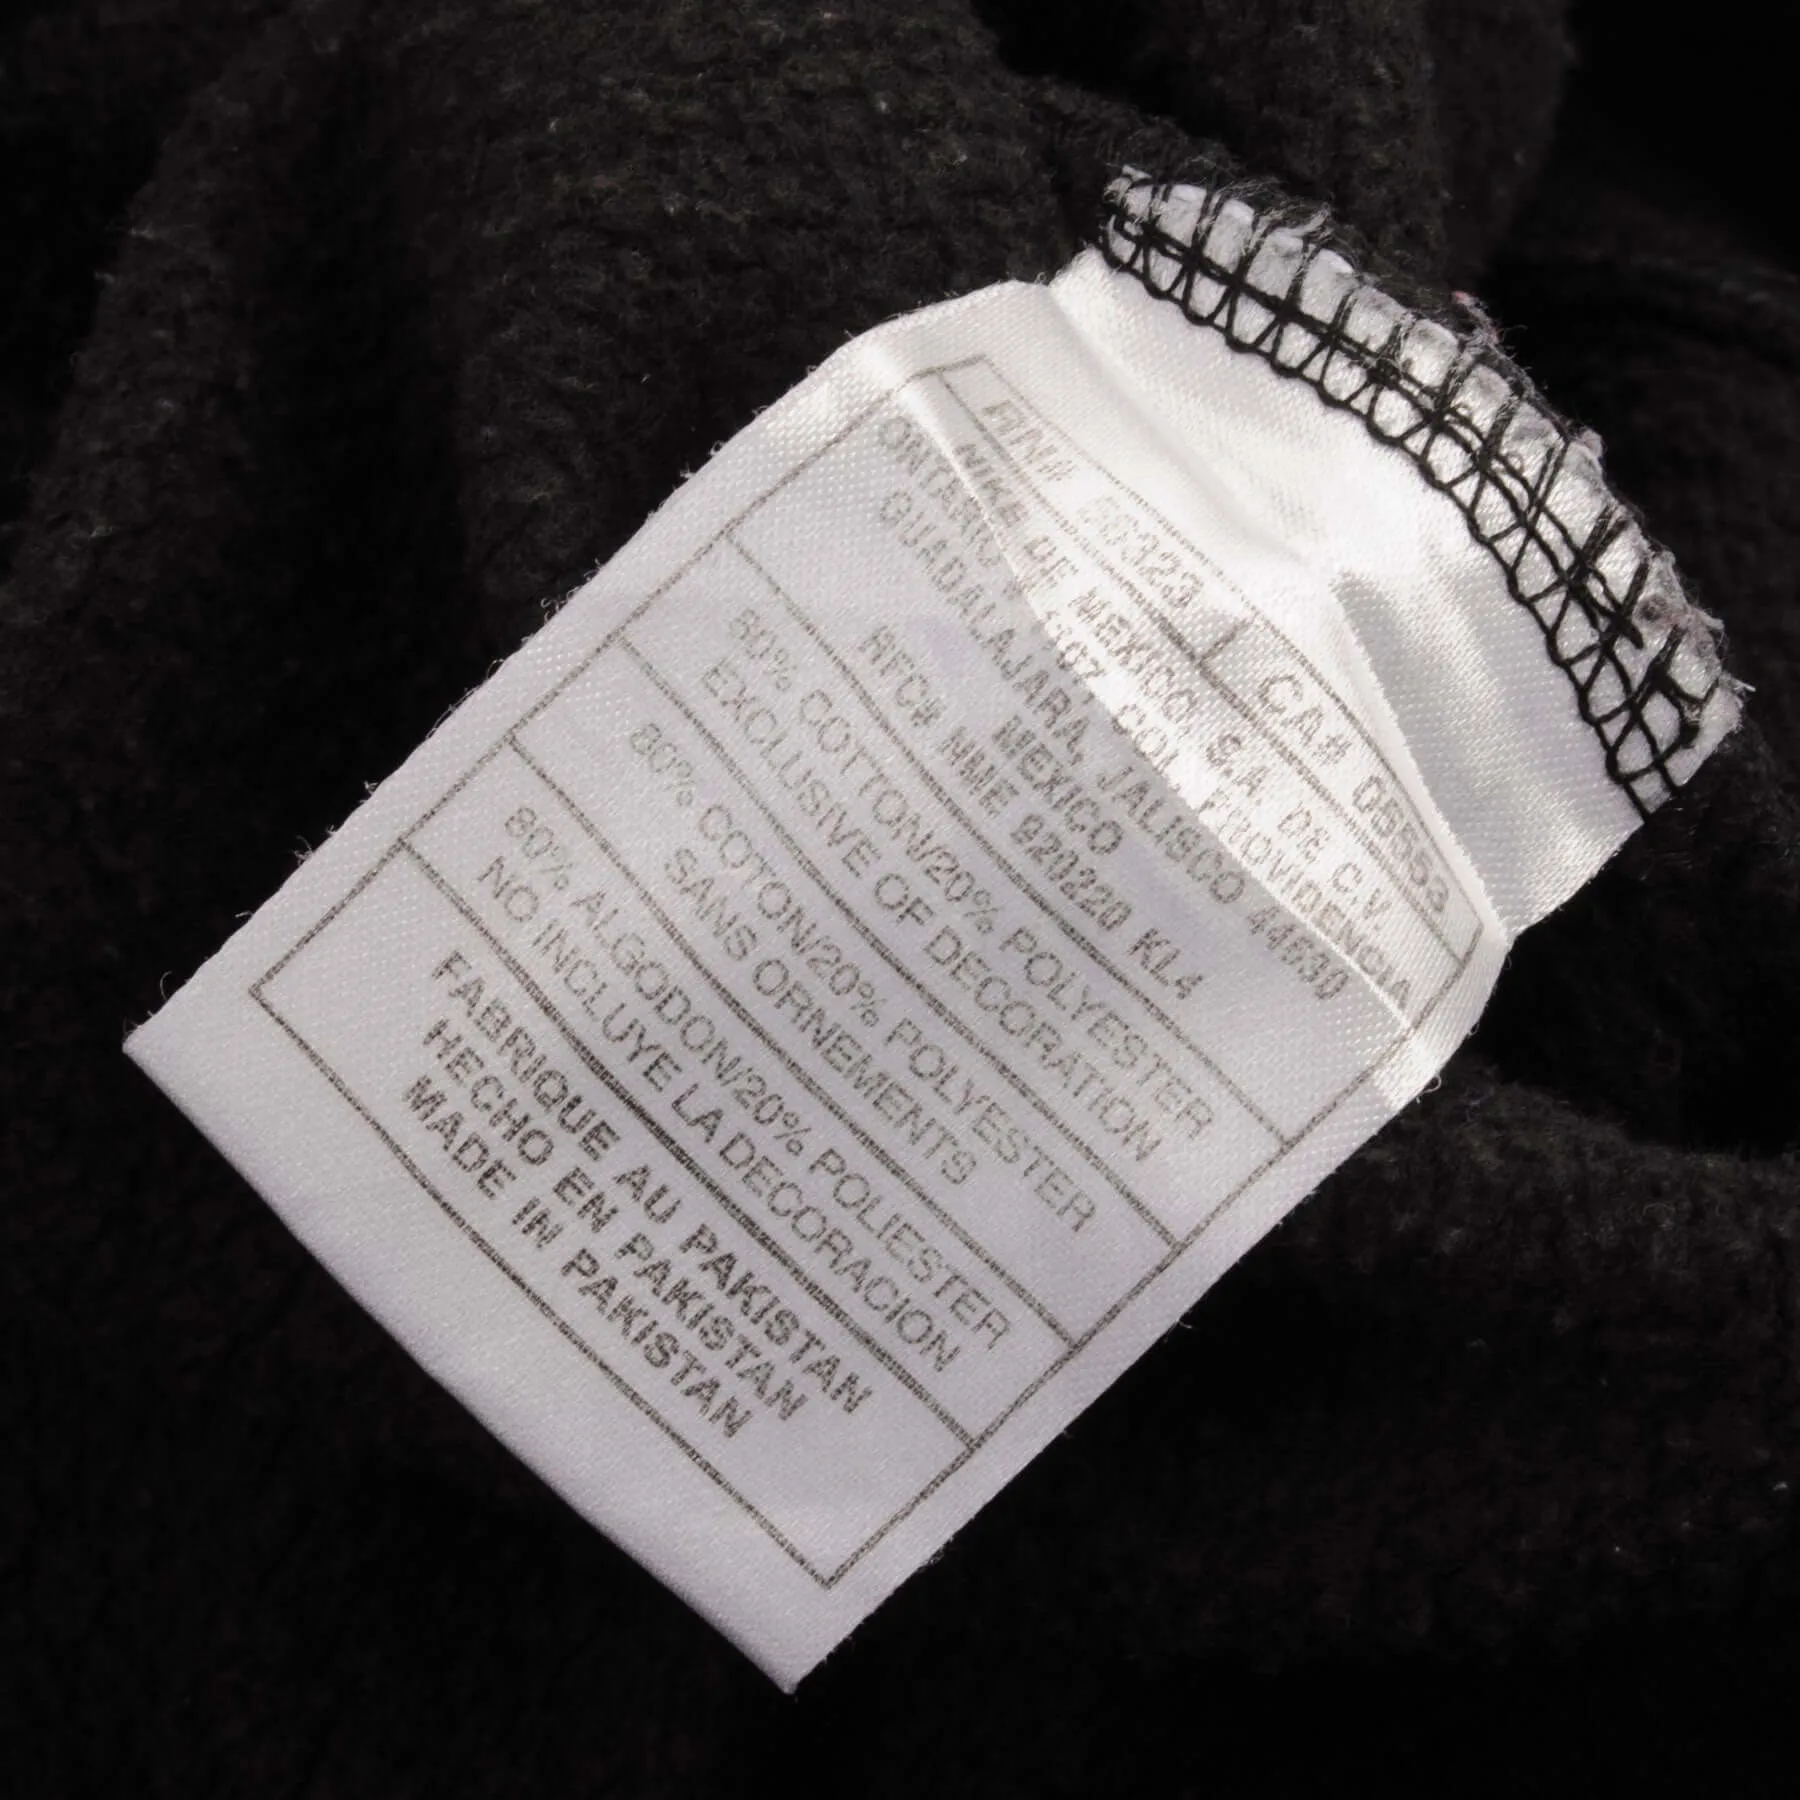 RN# 56323 CA# 05553
NIKE DE MEXICO S.A. DE C.V.
ONTARIO 1107 COL PROVIDENCIA
GUADALAJARA, JALISCO 44630
MEXICO
RFC# NME 920220 KL4
80% COTTON/20% POLYESTER
EXCLUSIVE OF DECORATION
80% COTON/20% POLYESTER
SANS ORNEMENTS
80% ALGODON/20% POLIESTER
NO INCLUYE LA DECORACION
FABRIQUE AU PAKISTAN
HECHO EN PAKISTAN
MADE IN PAKISTAN